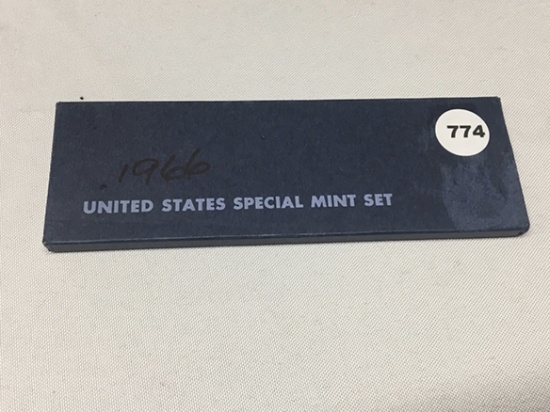 774
1966
UNITED STATES SPECIAL MINT SET